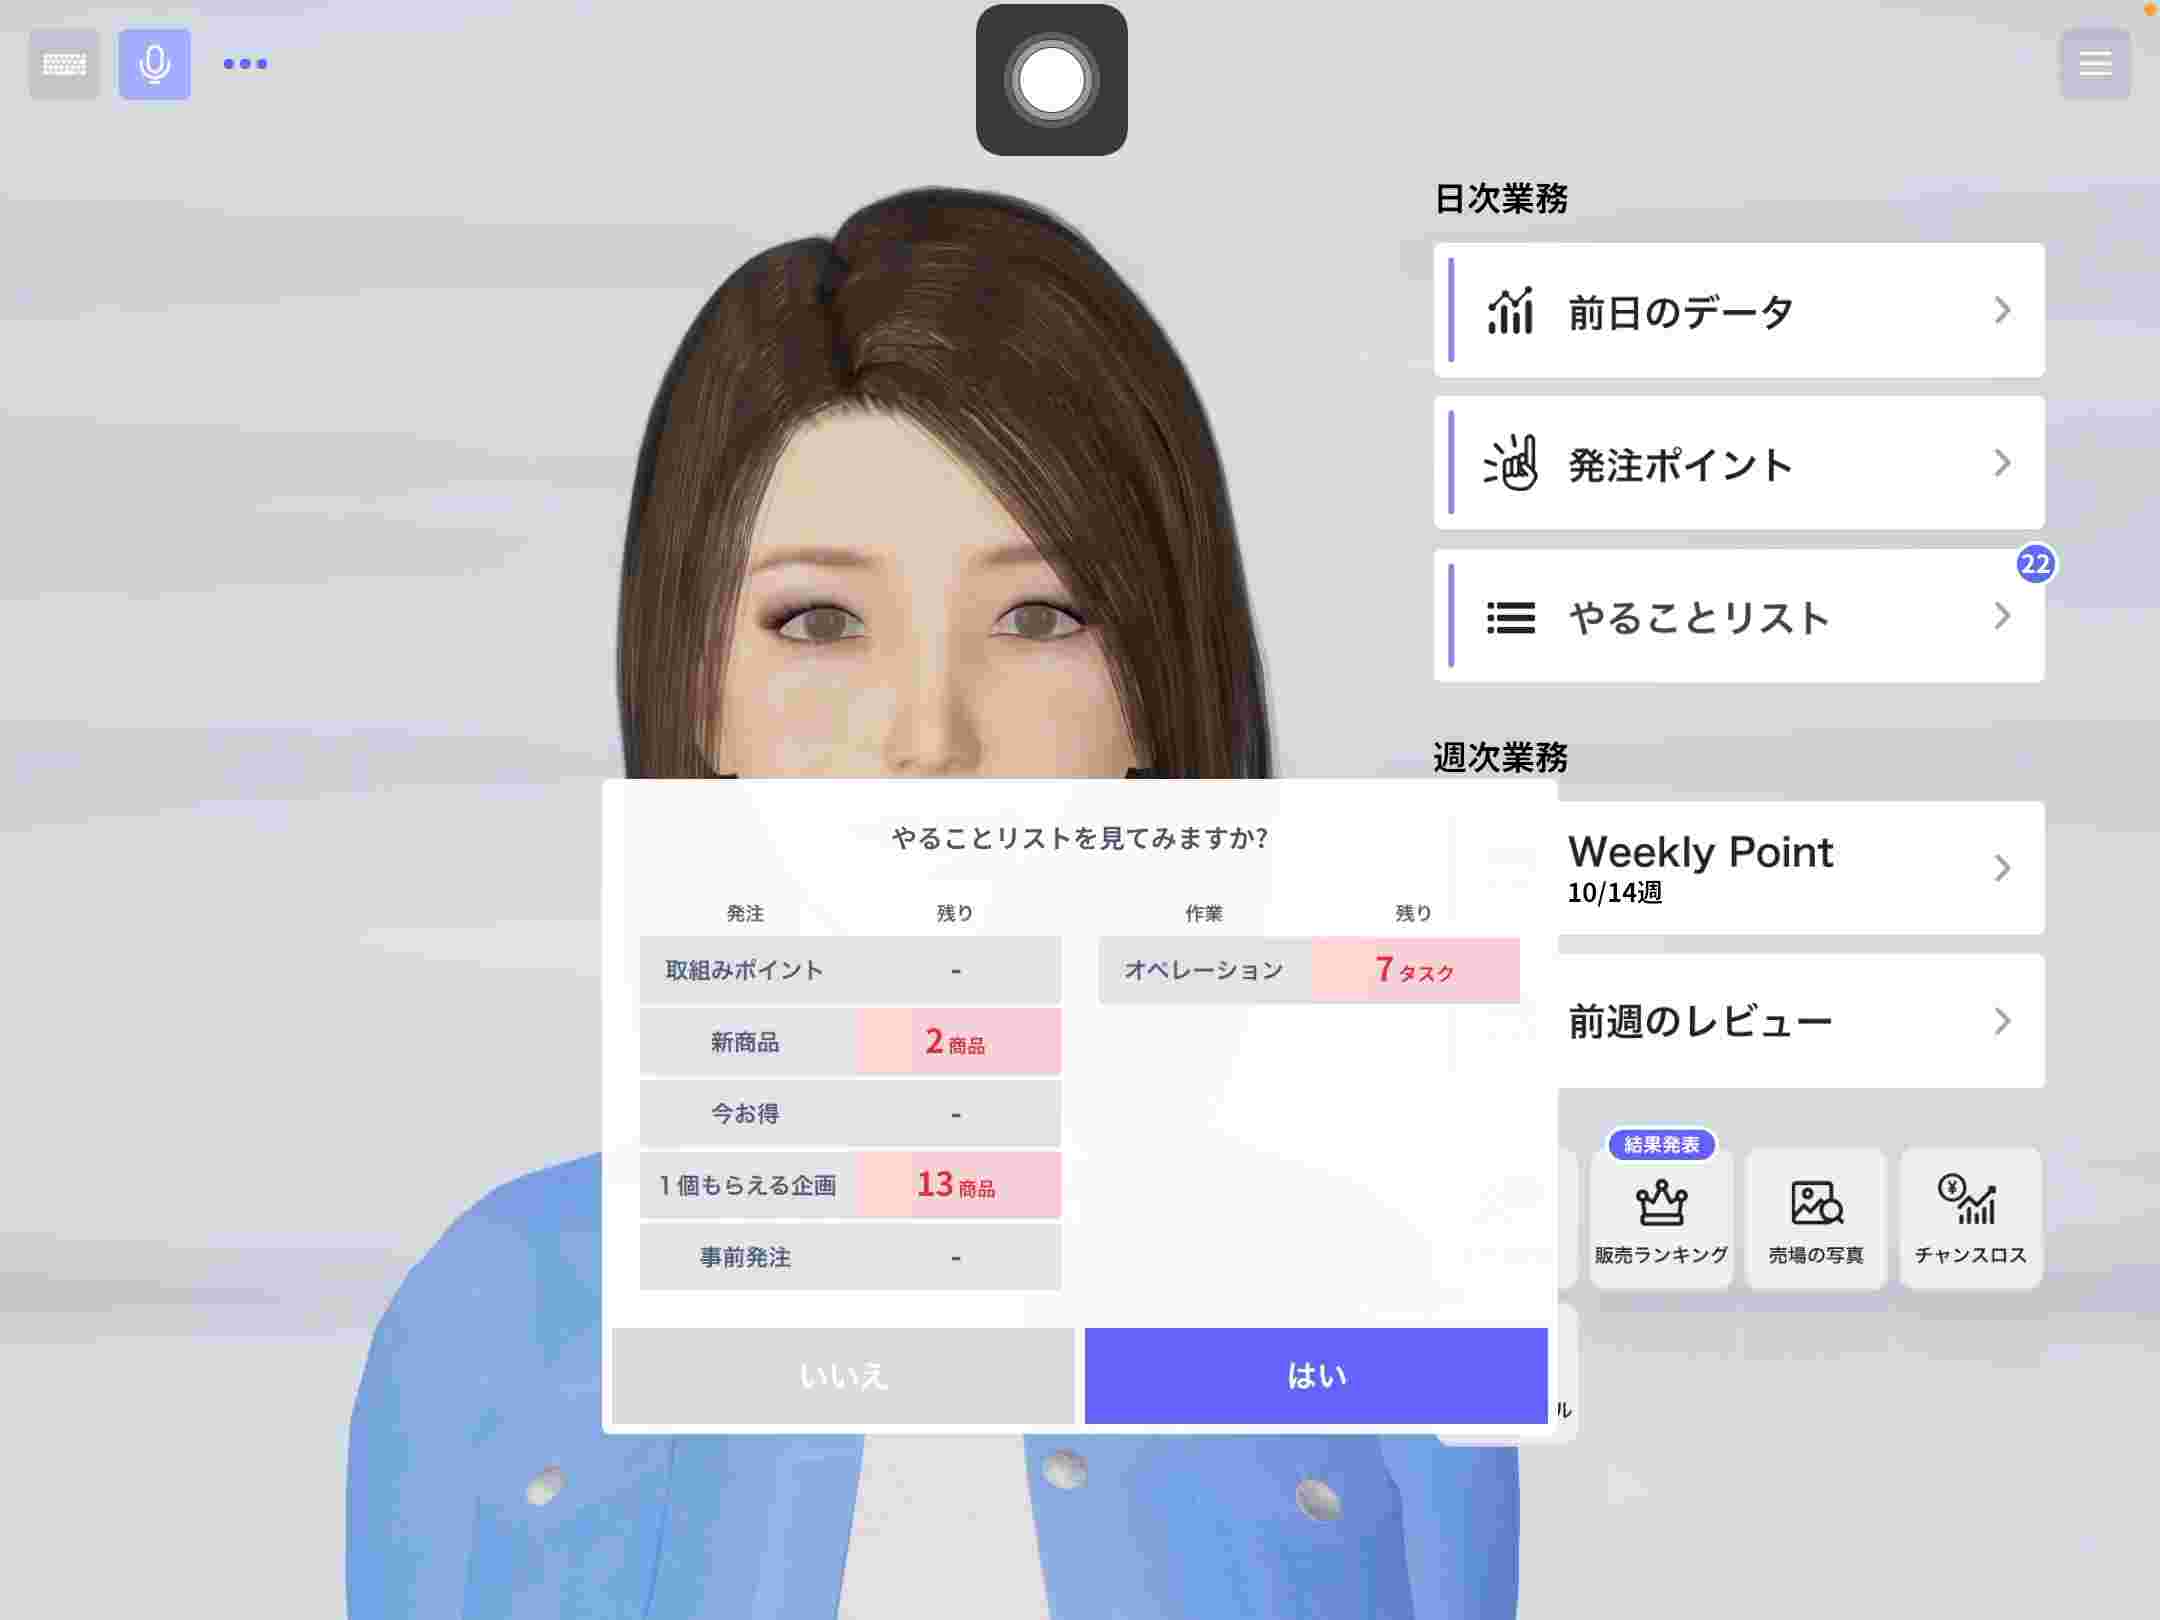 日次業務
前日のデータ
発注ポイント
22
やることリスト
週次業務
Weekly Point
10/14週
前週のレビュー
やることリストを見てみますか?
発注 残り
取組みポイント -
新商品 2商品
今お得 -
1個もらえる企画 13商品
事前発注 -
作業 残り
オペレーション 7タスク
いいえ
はい
結果発表
販売ランキング
売場の写真
チャンスロス
ル